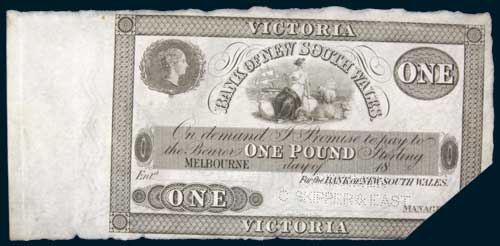 VICTORIA
BANK OF NEW SOUTH WALES.
ONE
On demand I Promise to pay to
the Bearer ONE POUND Sterling
MELBOURNE day of 18
Entd.
For the BANK OF NEW SOUTH WALES.
ONE
C SKIPPER & EAST
MANAG
VICTORIA